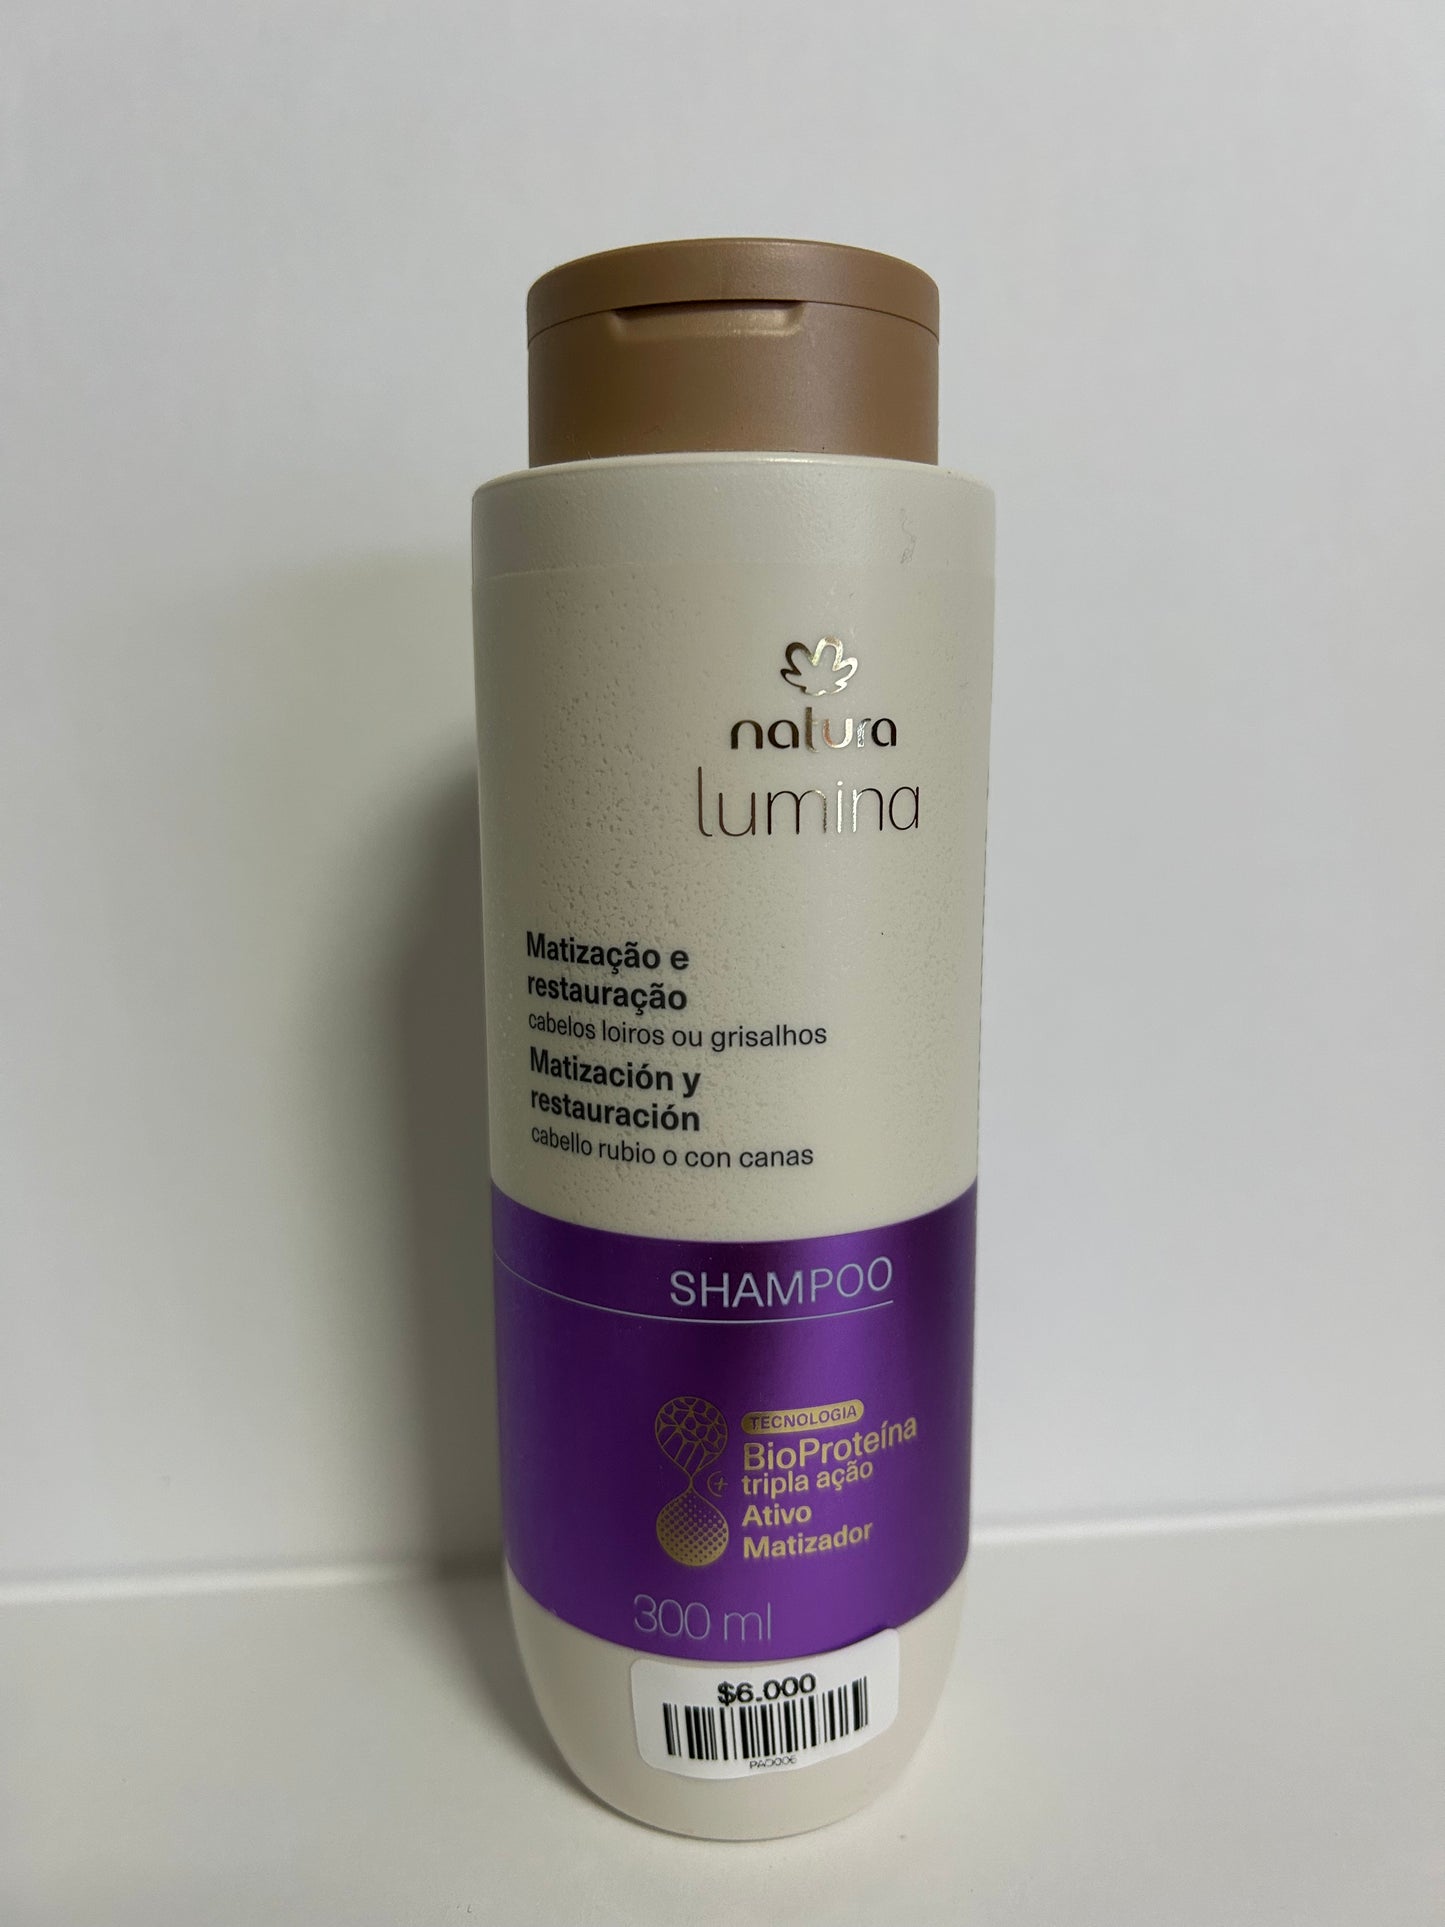 natura
lumina
Matização e
restauração
cabelos loiros ou grisalhos
Matización y
restauración
cabello rubio o con canas
SHAMPOO
TECNOLOGIA
BioProteína
tripla ação
+
Ativo
Matizador
300 ml
$6.000